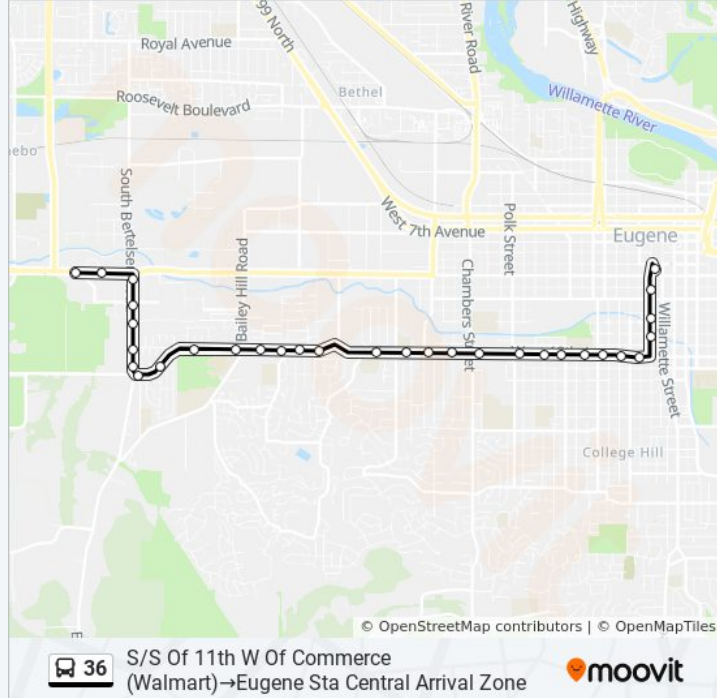 99 North
River Road
Highway
Royal Avenue
Bethel
Roosevelt Boulevard
Willamette River
nebo
South Bertelse
West 7th Avenue
Polk Street
Eugene
Bailey Hill Road
Chambers Street
Willamette Street
College Hill
E
© OpenStreetMap contributors | © OpenMapTiles
36
S/S Of 11th W Of Commerce
(Walmart)→Eugene Sta Central Arrival Zone
moovit